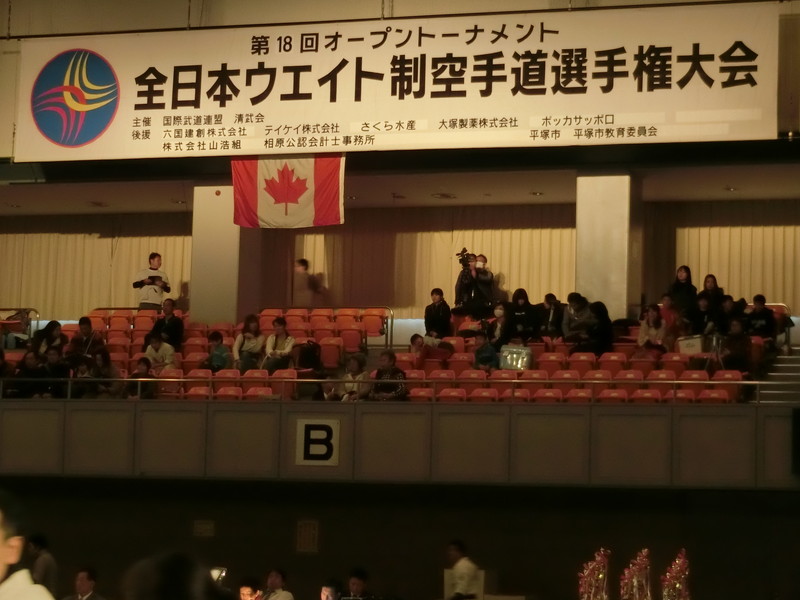 第18回オープントーナメント
全日本ウエイト制空手道選手権大会
主催 国際武道連盟 清武会
後援 六国建創株式会社 テイケイ株式会社 さくら水産 大塚製薬株式会社 ポッカサッポロ
株式会社山浩組 相原公認会計士事務所 平塚市 平塚市教育委員会
B